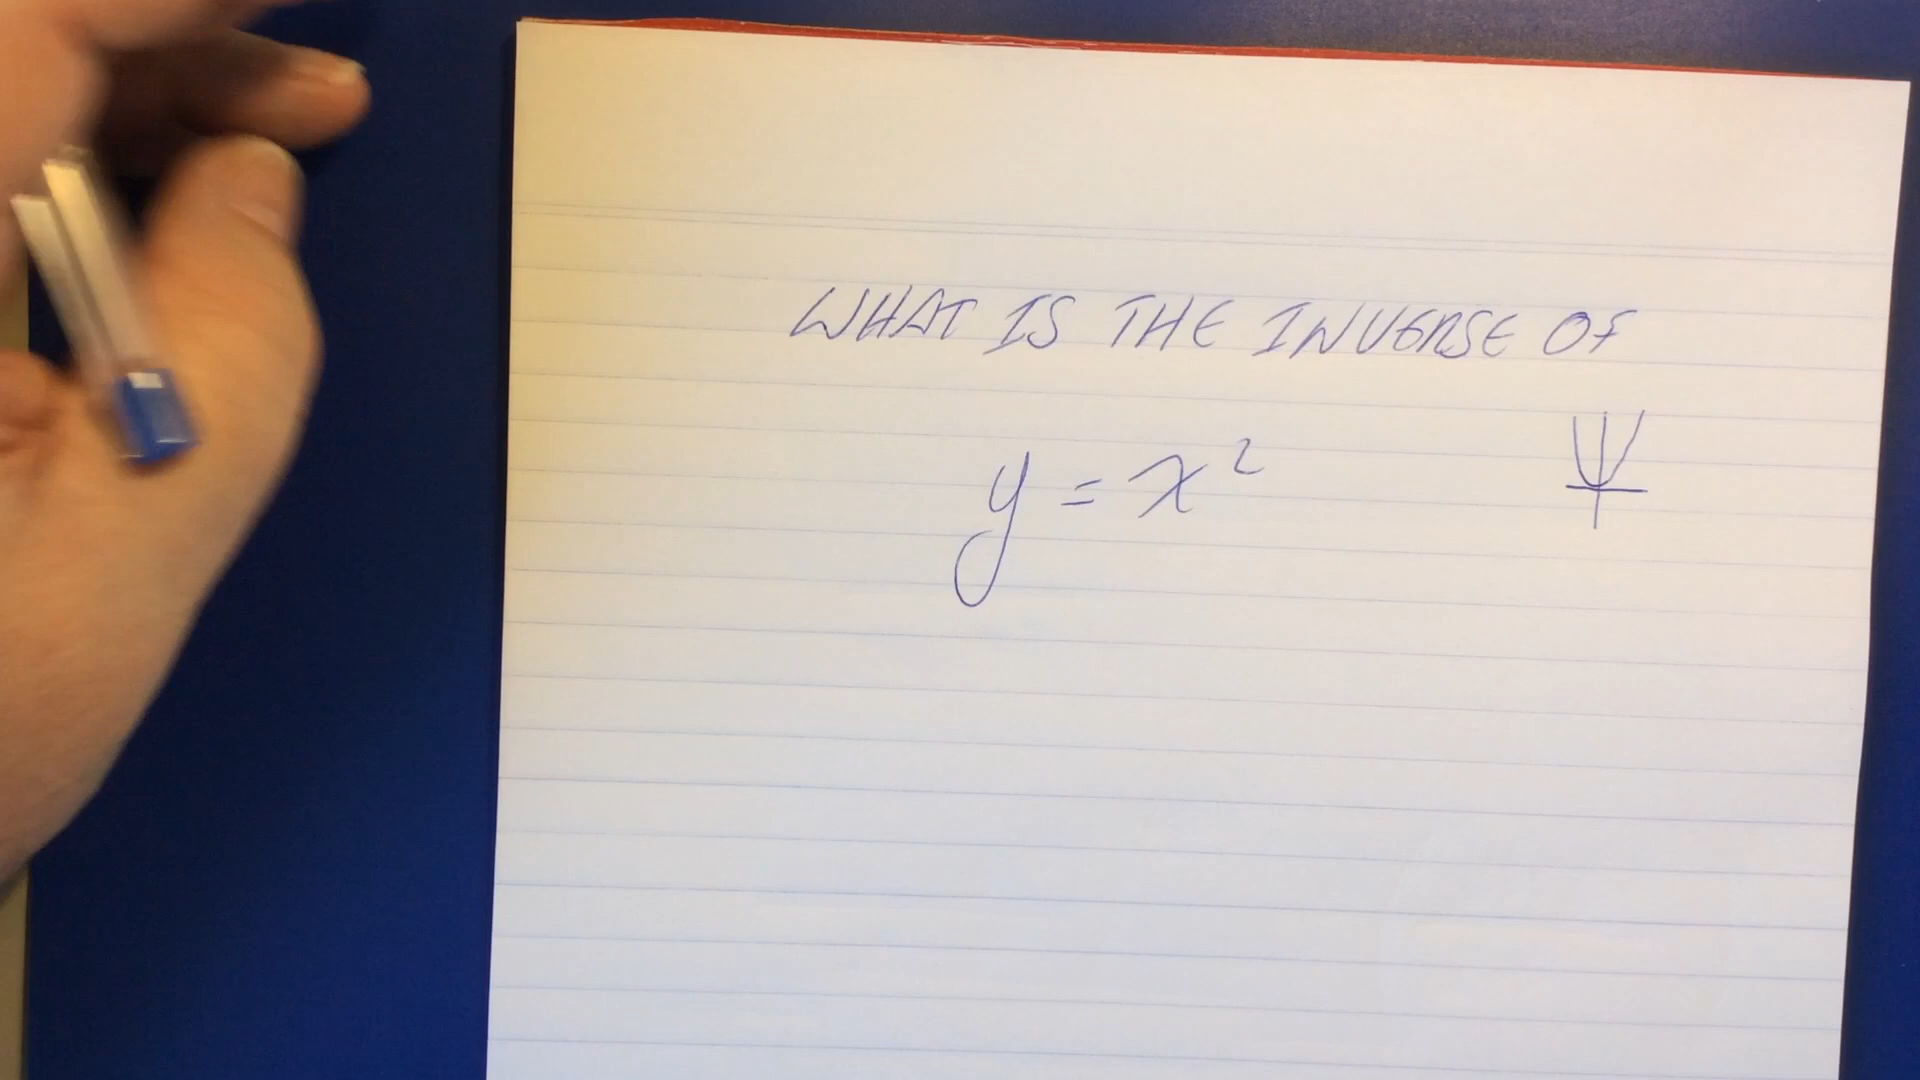 WHAT IS THE INVERSE OF
y = x²